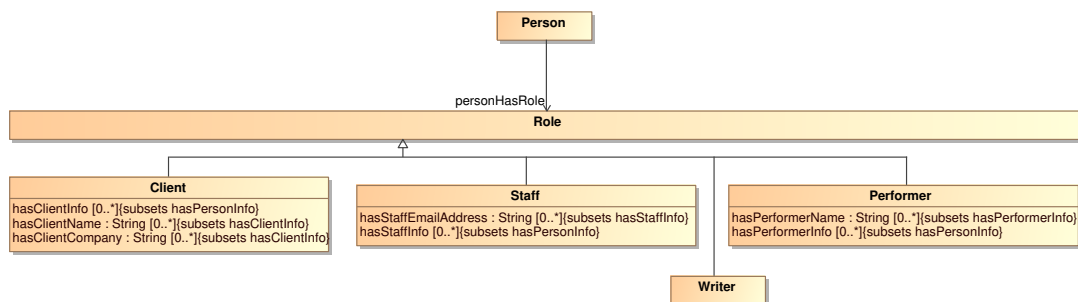 Person
personHasRole
Role
Client
hasClientInfo [0..*]{subsets hasPersonInfo}
hasClientName : String [0..*]{subsets hasClientInfo}
hasClientCompany : String [0..*]{subsets hasClientInfo}
Staff
hasStaffEmailAddress : String [0..*]{subsets hasStaffInfo}
hasStaffInfo [0..*]{subsets hasPersonInfo}
Performer
hasPerformerName : String [0..*]{subsets hasPerformerInfo}
hasPerformerInfo [0..*]{subsets hasPersonInfo}
Writer